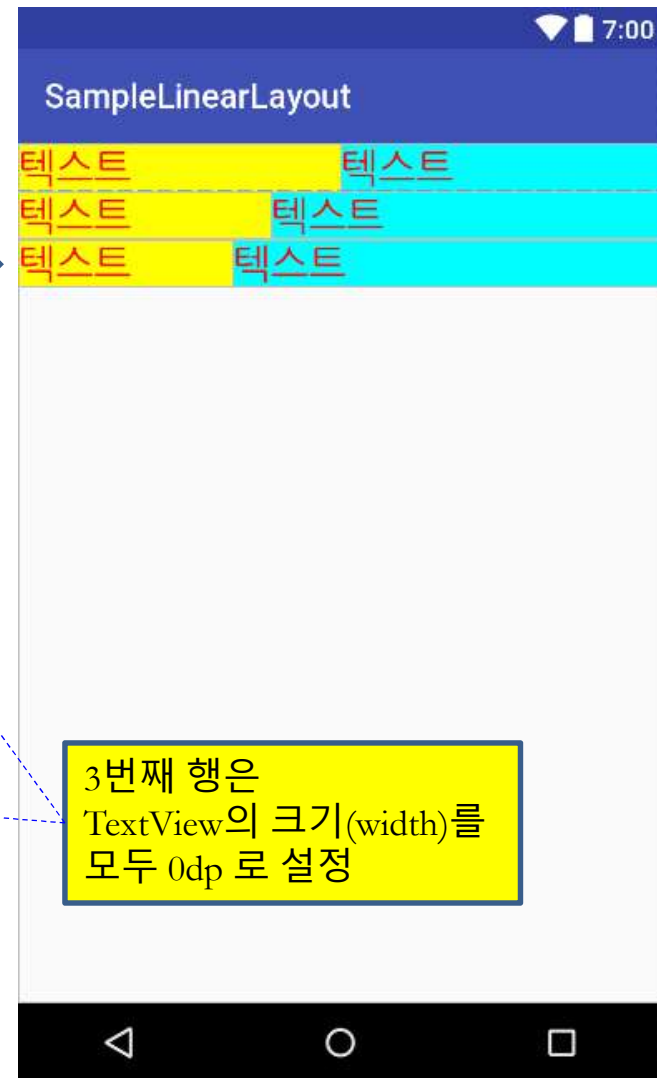 7:00
SampleLinearLayout
텍스트 텍스트
텍스트 텍스트
텍스트 텍스트
3번째 행은
TextView의 크기(width)를
모두 0dp 로 설정